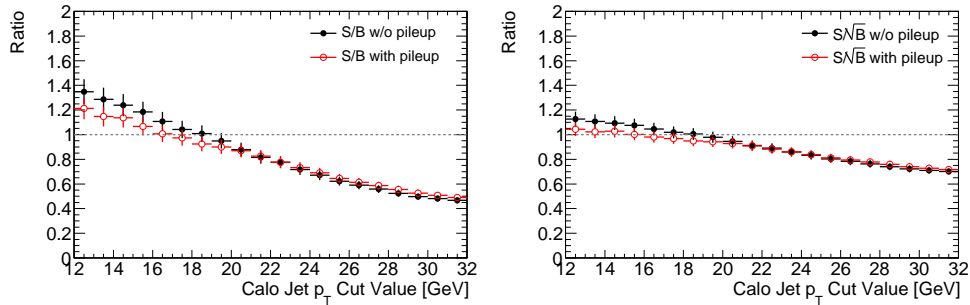 Ratio
2
1.8
1.6
1.4
1.2
1
0.8
0.6
0.4
0.2
0
S/B w/o pileup
S/B with pileup
12 14 16 18 20 22 24 26 28 30 32
Calo Jet p_T Cut Value [GeV]
Ratio
2
1.8
1.6
1.4
1.2
1
0.8
0.6
0.4
0.2
0
S/√B w/o pileup
S/√B with pileup
12 14 16 18 20 22 24 26 28 30 32
Calo Jet p_T Cut Value [GeV]